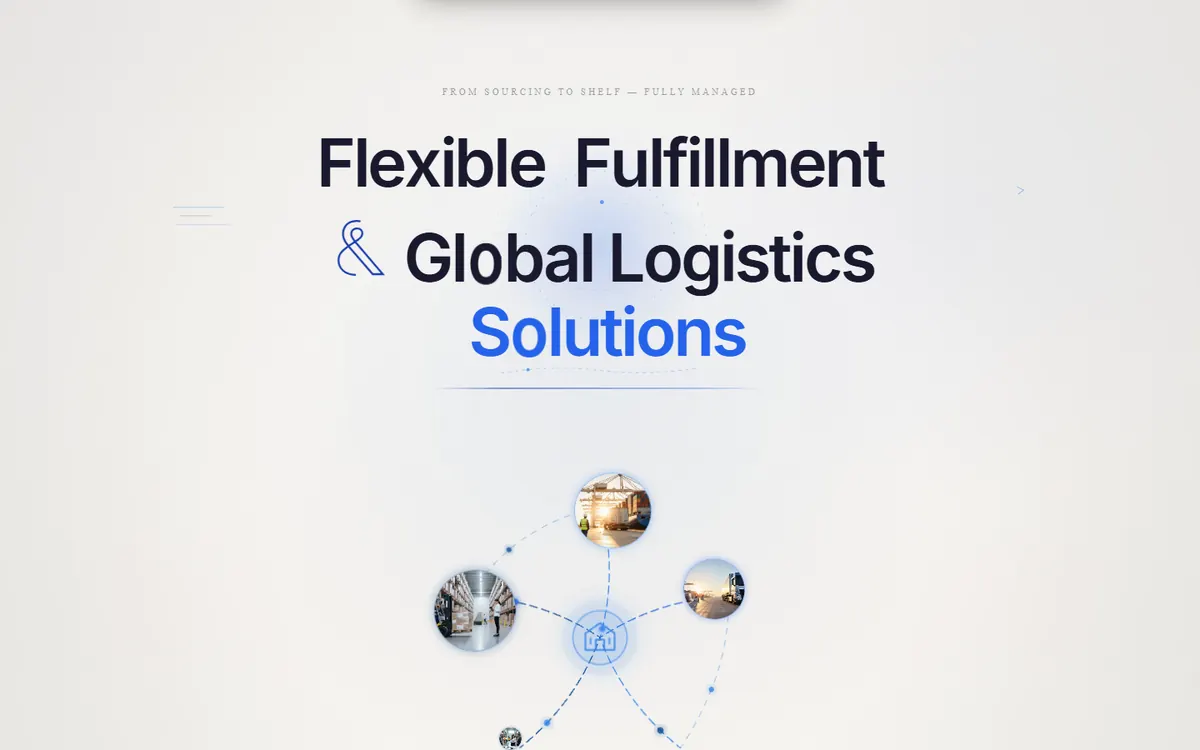 FROM SOURCING TO SHELF — FULLY MANAGED
Flexible Fulfillment
& Global Logistics
Solutions